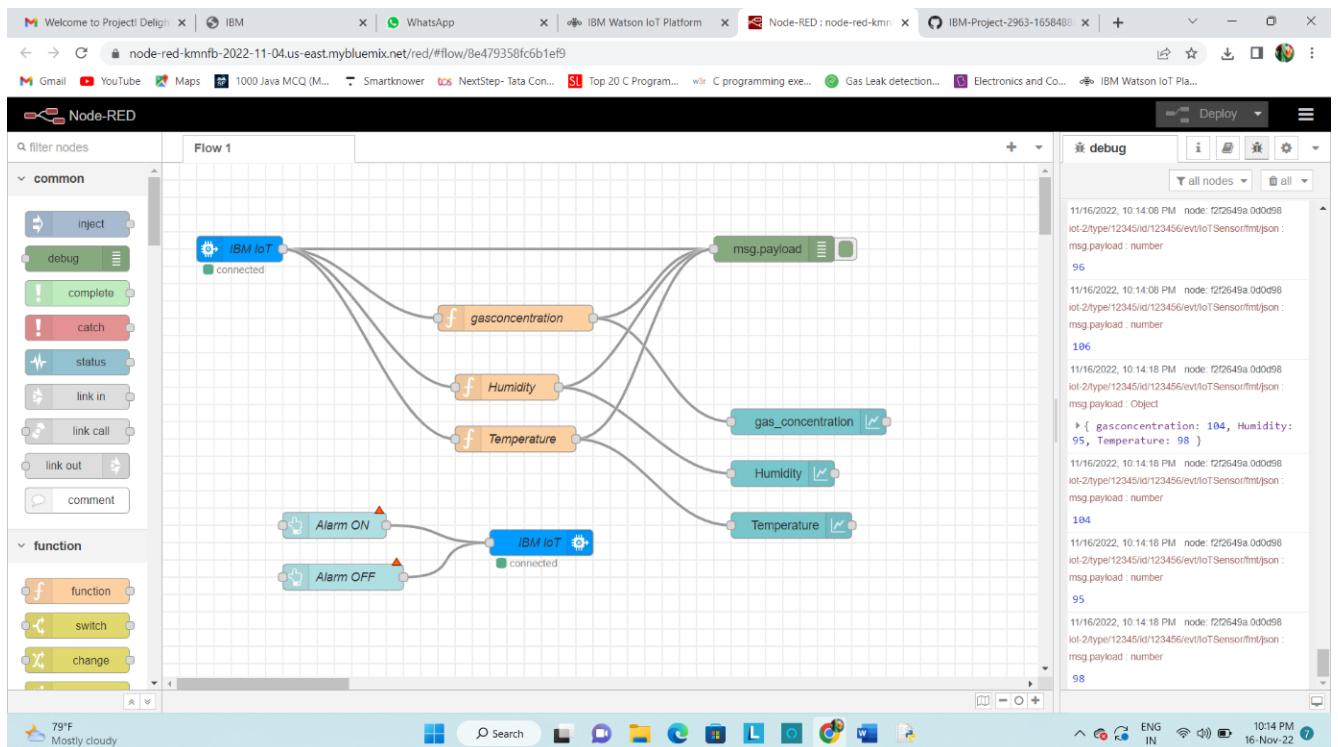 Welcome to Project! Deligh
IBM
WhatsApp
IBM Watson IoT Platform
Node-RED : node-red-kmn
IBM-Project-2963-1658488
node-red-kmnfb-2022-11-04.us-east.mybluemix.net/red/#flow/8e479358fc6b1ef9
Gmail
YouTube
Maps
1000 Java MCQ (M...
Smartknower
NextStep- Tata Con...
Top 20 C Program...
C programming exe...
Gas Leak detection...
Electronics and Co...
IBM Watson IoT Pla...
Node-RED
Deploy
filter nodes
Flow 1
debug
all nodes
all
common
inject
debug
complete
catch
status
link in
link call
link out
comment
function
function
switch
change
IBM IoT
connected
msg.payload
gasconcentration
Humidity
Temperature
gas_concentration
Humidity
Temperature
Alarm ON
Alarm OFF
IBM IoT
connected
11/16/2022, 10:14:08 PM node: f2f2649a.0d0d98
iot-2/type/12345/id/123456/evt/IoTSensor/fmt/json :
msg.payload : number
96
11/16/2022, 10:14:08 PM node: f2f2649a.0d0d98
iot-2/type/12345/id/123456/evt/IoTSensor/fmt/json :
msg.payload : number
106
11/16/2022, 10:14:18 PM node: f2f2649a.0d0d98
iot-2/type/12345/id/123456/evt/IoTSensor/fmt/json :
msg.payload : Object
{ gasconcentration: 104, Humidity:
95, Temperature: 98 }
11/16/2022, 10:14:18 PM node: f2f2649a.0d0d98
iot-2/type/12345/id/123456/evt/IoTSensor/fmt/json :
msg.payload : number
104
11/16/2022, 10:14:18 PM node: f2f2649a.0d0d98
iot-2/type/12345/id/123456/evt/IoTSensor/fmt/json :
msg.payload : number
95
11/16/2022, 10:14:18 PM node: f2f2649a.0d0d98
iot-2/type/12345/id/123456/evt/IoTSensor/fmt/json :
msg.payload : number
98
79°F
Mostly cloudy
Search
ENG
IN
10:14 PM
16-Nov-22
7